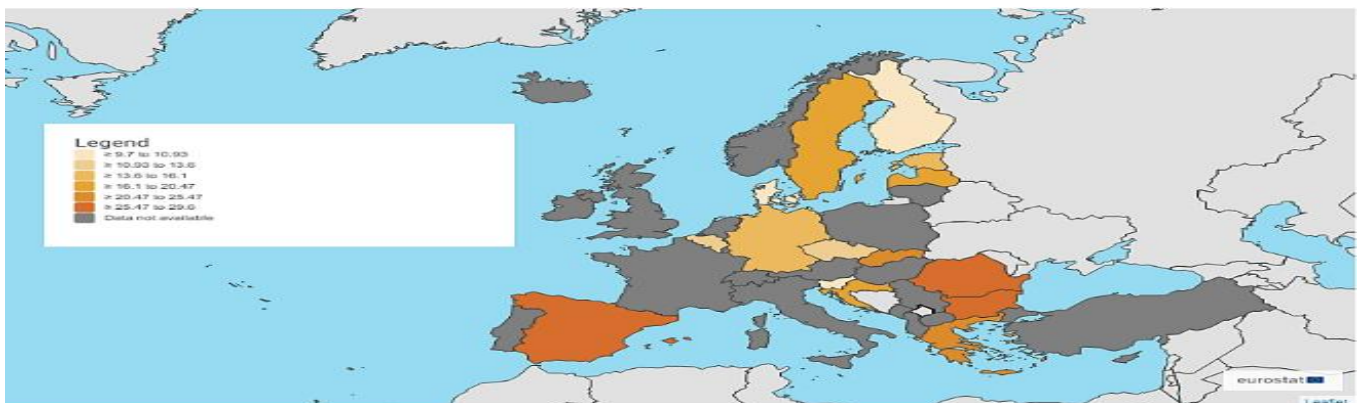 Legend
≥ 9.7 to 10.93
≥ 10.93 to 13.6
≥ 13.6 to 16.1
≥ 16.1 to 20.47
≥ 20.47 to 25.47
≥ 25.47 to 29.6
Data not available
eurostat
Leaflet